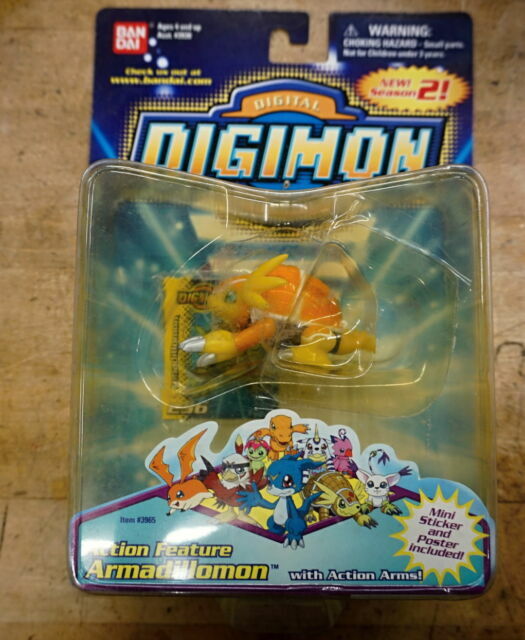 BAN
DAI
Ages 4 and up
Check us out at
www.bandai.com
WARNING:
CHOKING HAZARD - Small parts.
Not for Children under 3 years.
NEW!
Season 2!
DIGITAL
DIGIMON
DIGI
Item #3965
Mini
Sticker
and
Poster
Included!
Action Feature
Armadillomon™ with Action Arms!